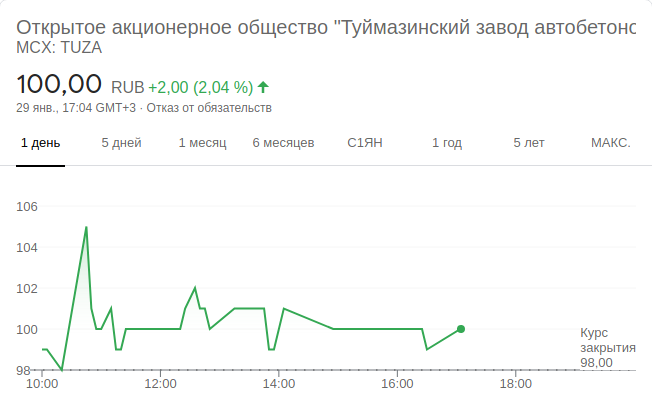 Открытое акционерное общество "Туймазинский завод автобетоно
MCX: TUZA
100,00 RUB +2,00 (2,04 %)
29 янв., 17:04 GMT+3 · Отказ от обязательств
1 день 5 дней 1 месяц 6 месяцев С1ЯН 1 год 5 лет МАКС.
106
104
102
100
98
Курс
закрытия
98,00
10:00 12:00 14:00 16:00 18:00